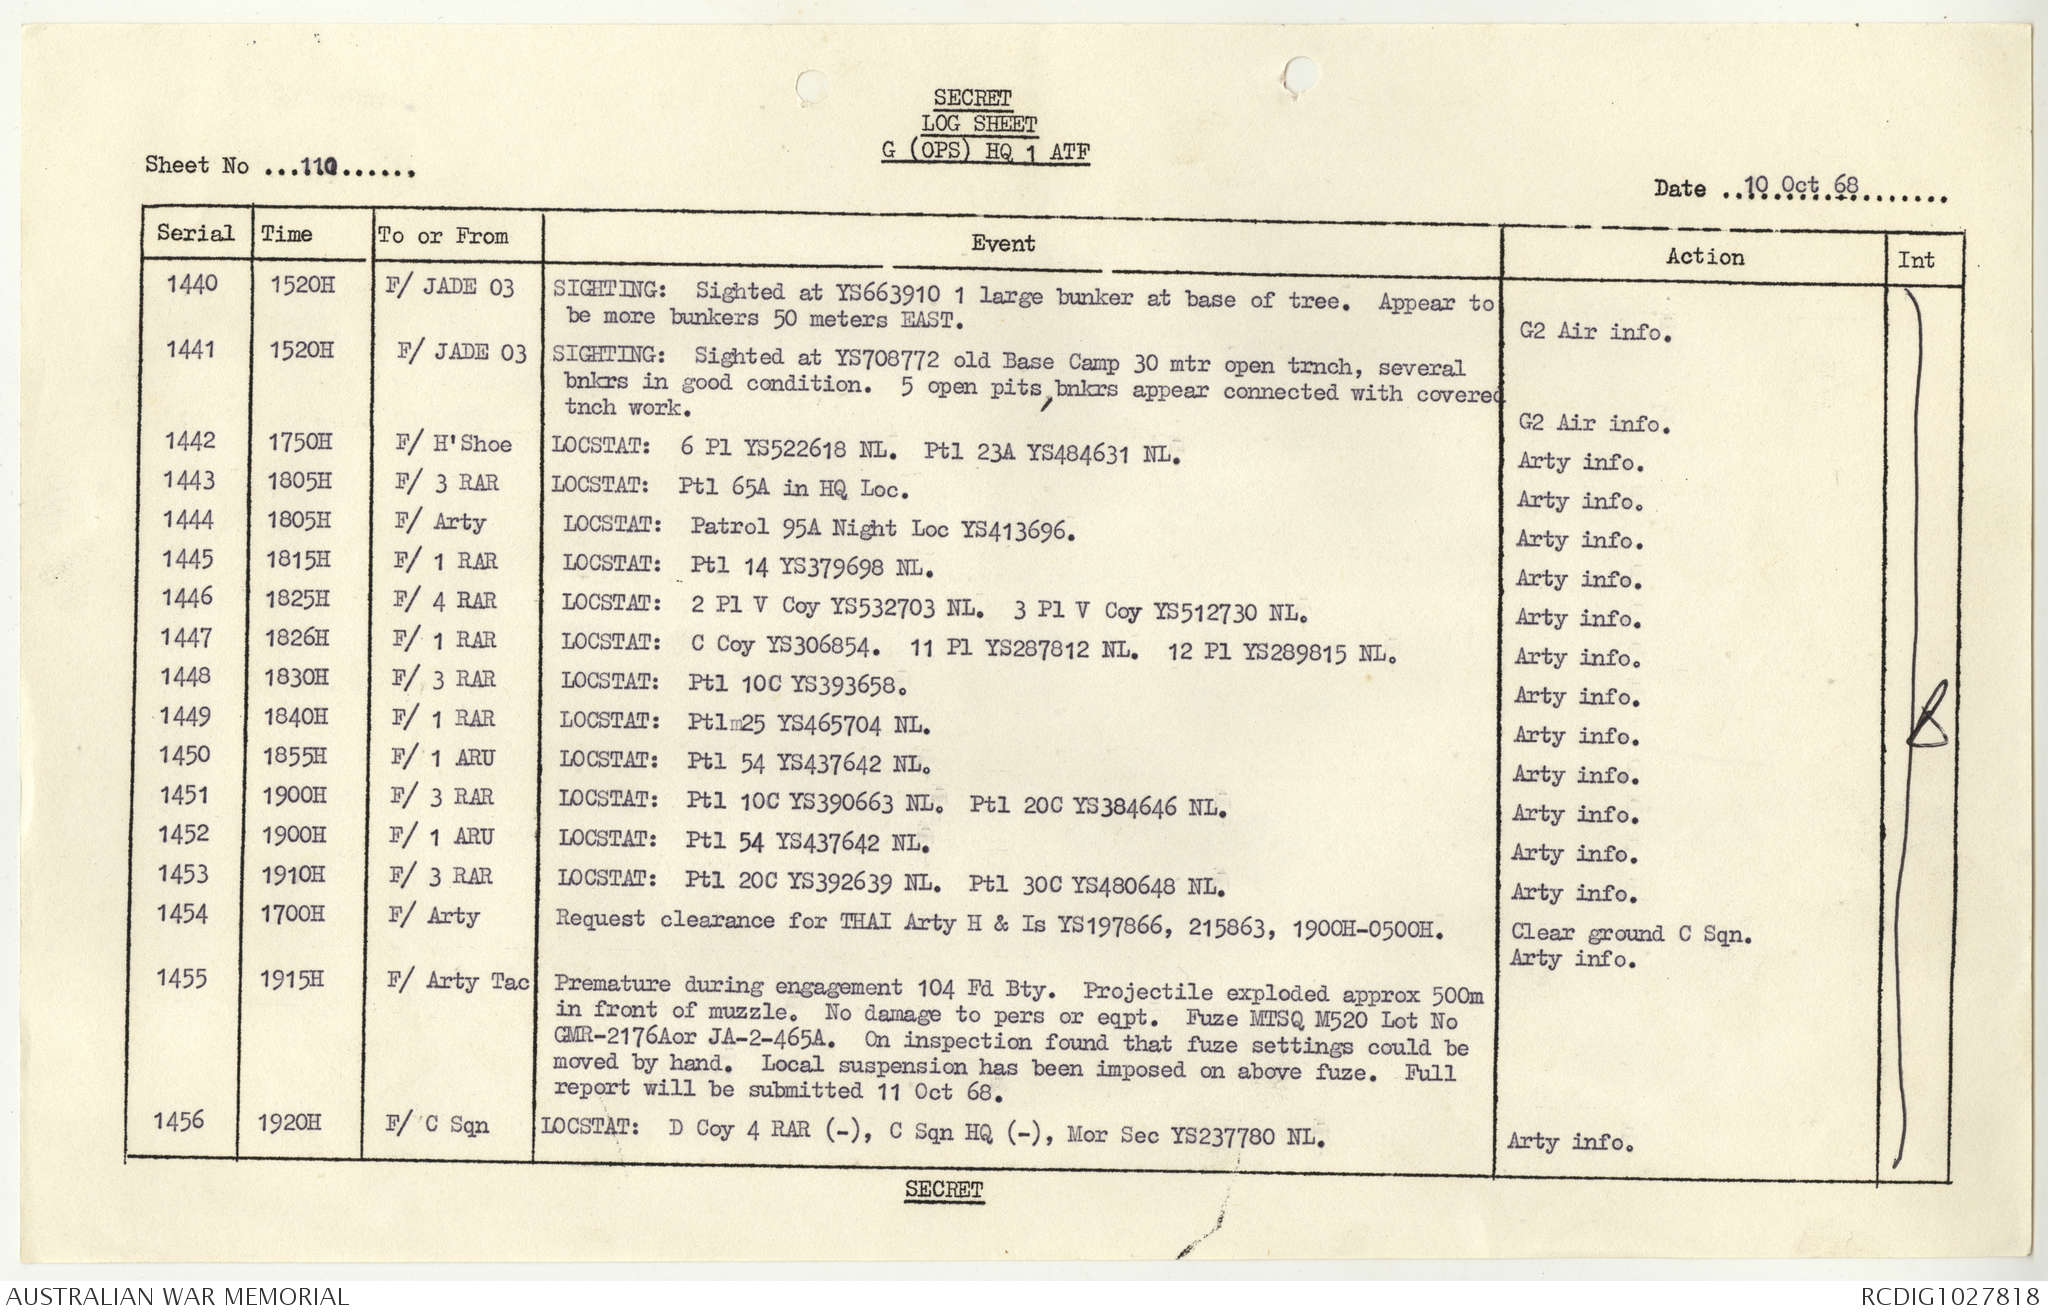 SECRET
LOG SHEET
G (OPS) HQ 1 ATF
Sheet No ...110......
Date ..10 Oct 68.......
Serial Time To or From Event Action Int
1440 1520H F/ JADE 03 SIGHTING: Sighted at YS663910 1 large bunker at base of tree. Appear to
be more bunkers 50 meters EAST. G2 Air info.
1441 1520H F/ JADE 03 SIGHTING: Sighted at YS708772 old Base Camp 30 mtr open trnch, several
bnkrs in good condition. 5 open pits, bnkrs appear connected with covered
tnch work. G2 Air info.
1442 1750H F/ H'Shoe LOCSTAT: 6 Pl YS522618 NL. Ptl 23A YS484631 NL. Arty info.
1443 1805H F/ 3 RAR LOCSTAT: Ptl 65A in HQ Loc. Arty info.
1444 1805H F/ Arty LOCSTAT: Patrol 95A Night Loc YS413696. Arty info.
1445 1815H F/ 1 RAR LOCSTAT: Ptl 14 YS379698 NL. Arty info.
1446 1825H F/ 4 RAR LOCSTAT: 2 Pl V Coy YS532703 NL. 3 Pl V Coy YS512730 NL. Arty info.
1447 1826H F/ 1 RAR LOCSTAT: C Coy YS306854. 11 Pl YS287812 NL. 12 Pl YS289815 NL. Arty info.
1448 1830H F/ 3 RAR LOCSTAT: Ptl 10C YS393658. Arty info.
1449 1840H F/ 1 RAR LOCSTAT: Ptlm25 YS465704 NL. Arty info.
1450 1855H F/ 1 ARU LOCSTAT: Ptl 54 YS437642 NL. Arty info.
1451 1900H F/ 3 RAR LOCSTAT: Ptl 10C YS390663 NL. Ptl 20C YS384646 NL. Arty info.
1452 1900H F/ 1 ARU LOCSTAT: Ptl 54 YS437642 NL. Arty info.
1453 1910H F/ 3 RAR LOCSTAT: Ptl 20C YS392639 NL. Ptl 30C YS480648 NL. Arty info.
1454 1700H F/ Arty Request clearance for THAI Arty H & Is YS197866, 215863, 1900H-0500H. Clear ground C Sqn.
Arty info.
1455 1915H F/ Arty Tac Premature during engagement 104 Fd Bty. Projectile exploded approx 500m
in front of muzzle. No damage to pers or eqpt. Fuze MTSQ M520 Lot No
GMR-2176Aor JA-2-465A. On inspection found that fuze settings could be
moved by hand. Local suspension has been imposed on above fuze. Full
report will be submitted 11 Oct 68.
1456 1920H F/ C Sqn LOCSTAT: D Coy 4 RAR (-), C Sqn HQ (-), Mor Sec YS237780 NL. Arty info.
SECRET
AUSTRALIAN WAR MEMORIAL
RCDIG1027818